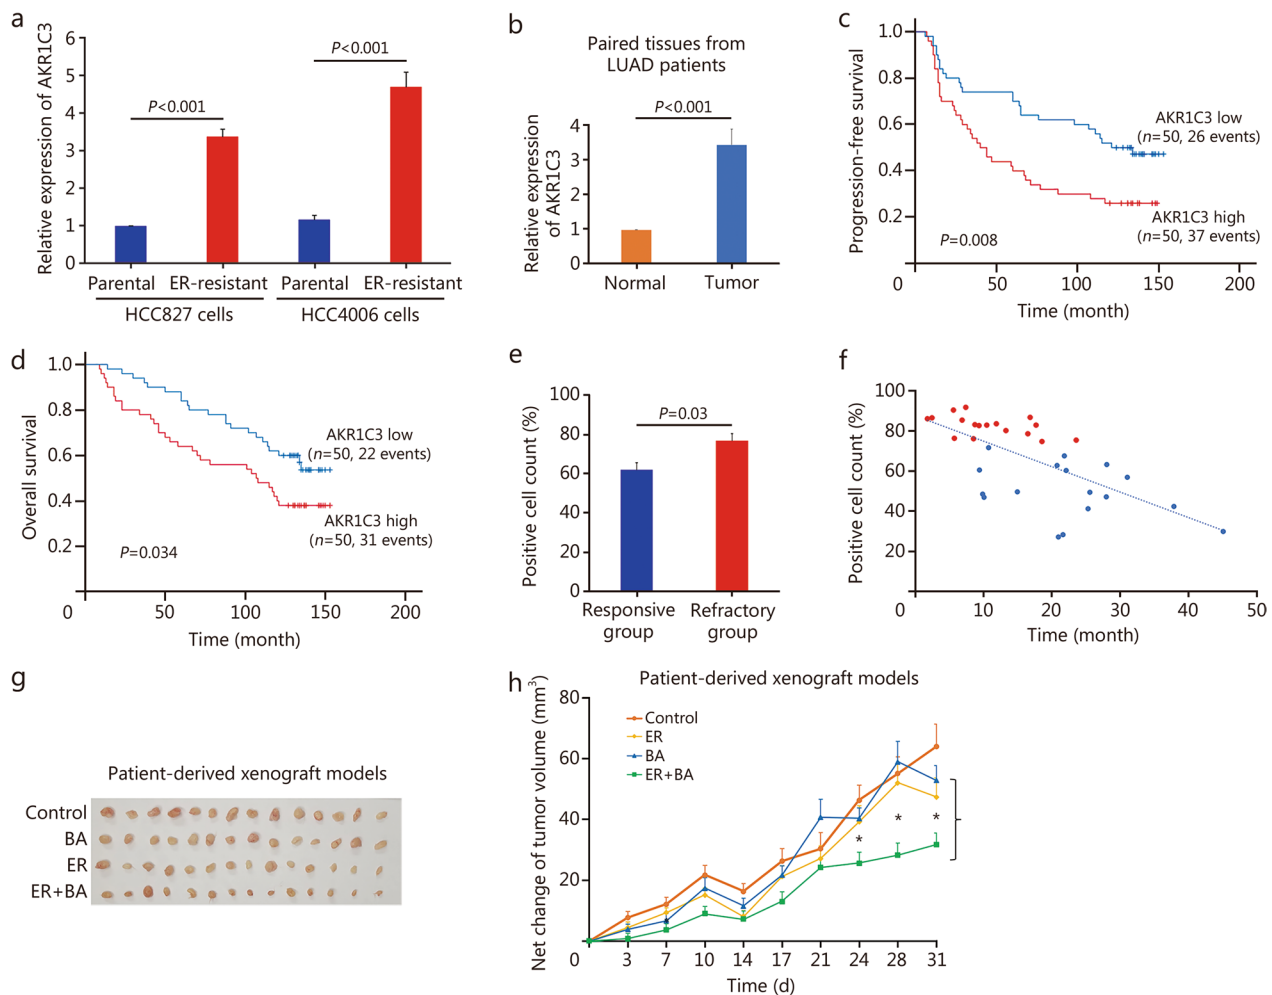 a
Relative expression of AKR1C3
6
5
4
3
2
1
0
P<0.001
P<0.001
Parental
ER-resistant
Parental
ER-resistant
HCC827 cells
HCC4006 cells
b
Paired tissues from
LUAD patients
Relative expression
of AKR1C3
4
3
2
1
0
P<0.001
Normal
Tumor
c
Progression-free survival
1.0
0.8
0.6
0.4
0.2
AKR1C3 low
(n=50, 26 events)
AKR1C3 high
(n=50, 37 events)
P=0.008
0
50
100
150
200
Time (month)
d
Overall survival
1.0
0.8
0.6
0.4
0.2
AKR1C3 low
(n=50, 22 events)
AKR1C3 high
(n=50, 31 events)
P=0.034
0
50
100
150
200
Time (month)
e
Positive cell count (%)
100
80
60
40
20
0
P=0.03
Responsive
group
Refractory
group
f
Positive cell count (%)
100
80
60
40
20
0
10
20
30
40
50
Time (month)
g
Patient-derived xenograft models
Control
BA
ER
ER+BA
h
Patient-derived xenograft models
Net change of tumor volume (mm3)
80
60
40
20
Control
ER
BA
ER+BA
*
*
*
0
3
7
10
14
17
21
24
28
31
Time (d)